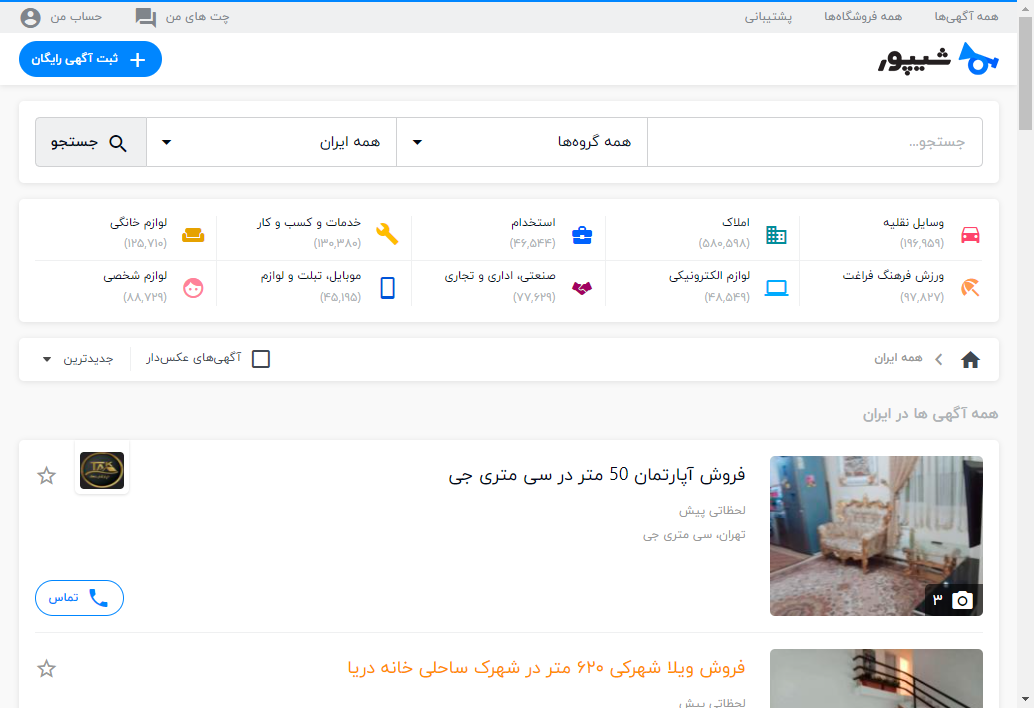 همه آگهی‌ها
همه فروشگاه‌ها
پشتیبانی
چت های من
حساب من
شیپور
ثبت آگهی رایگان
جستجو...
همه گروه‌ها
همه ایران
جستجو
وسایل نقلیه
(۱۹۶,۹۵۹)
املاک
(۵۸۰,۵۹۸)
استخدام
(۴۶,۵۴۴)
خدمات و کسب و کار
(۱۳۰,۳۸۰)
لوازم خانگی
(۱۲۵,۷۱۰)
ورزش فرهنگ فراغت
(۹۷,۸۲۷)
لوازم الکترونیکی
(۴۸,۵۴۹)
صنعتی، اداری و تجاری
(۷۷,۶۲۹)
موبایل، تبلت و لوازم
(۴۵,۱۹۵)
لوازم شخصی
(۸۸,۷۲۹)
همه ایران
آگهی‌های عکس‌دار
جدیدترین
همه آگهی ها در ایران
فروش آپارتمان 50 متر در سی متری جی
لحظاتی پیش
تهران، سی متری جی
۳
تماس
فروش ویلا شهرکی ۶۲۰ متر در شهرک ساحلی خانه دریا
لحظاتی پیش